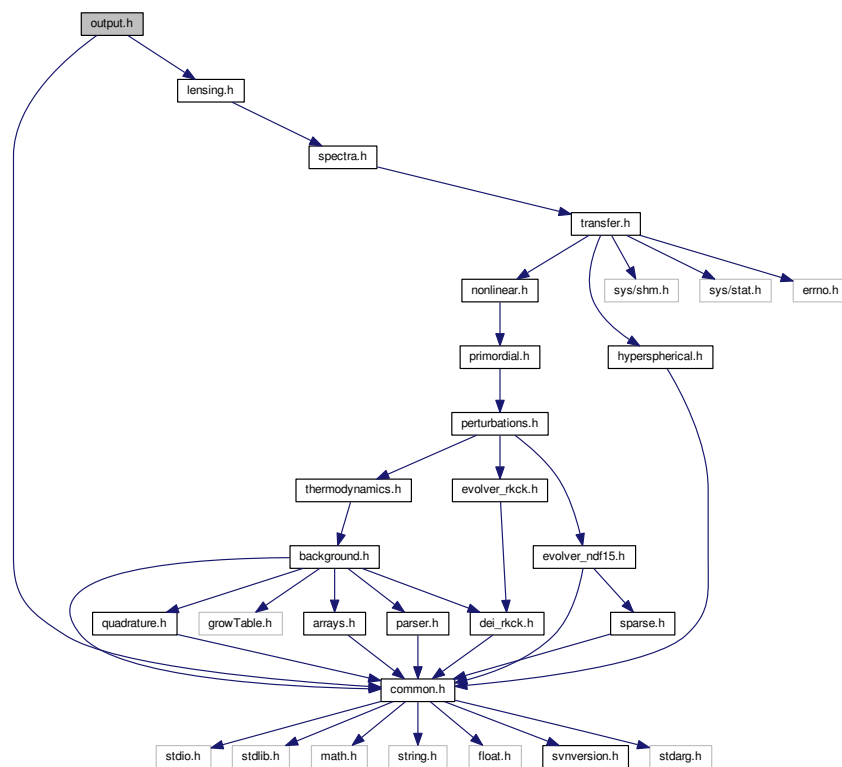 output.h
lensing.h
spectra.h
transfer.h
nonlinear.h
sys/shm.h
sys/stat.h
errno.h
primordial.h
hyperspherical.h
perturbations.h
thermodynamics.h
evolver_rkck.h
background.h
evolver_ndf15.h
quadrature.h
growTable.h
arrays.h
parser.h
dei_rkck.h
sparse.h
common.h
stdio.h
stdlib.h
math.h
string.h
float.h
svnversion.h
stdarg.h